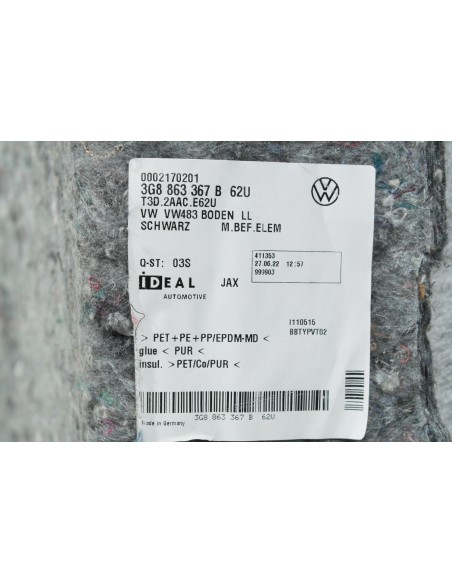 0002170201
3G8 863 367 B 62U
T3D.2AAC.E62U
VW VW483 BODEN LL
SCHWARZ M.BEF.ELEM
Q-ST: 03S
411353
27.06.22 12:57
999903
iDEAL
AUTOMOTIVE
JAX
I110515
BBTYPVT02
> PET+PE+PP/EPDM-MD <
glue < PUR <
insul. >PET/Co/PUR <
3G8 863 367 B 62U
Made in Germany